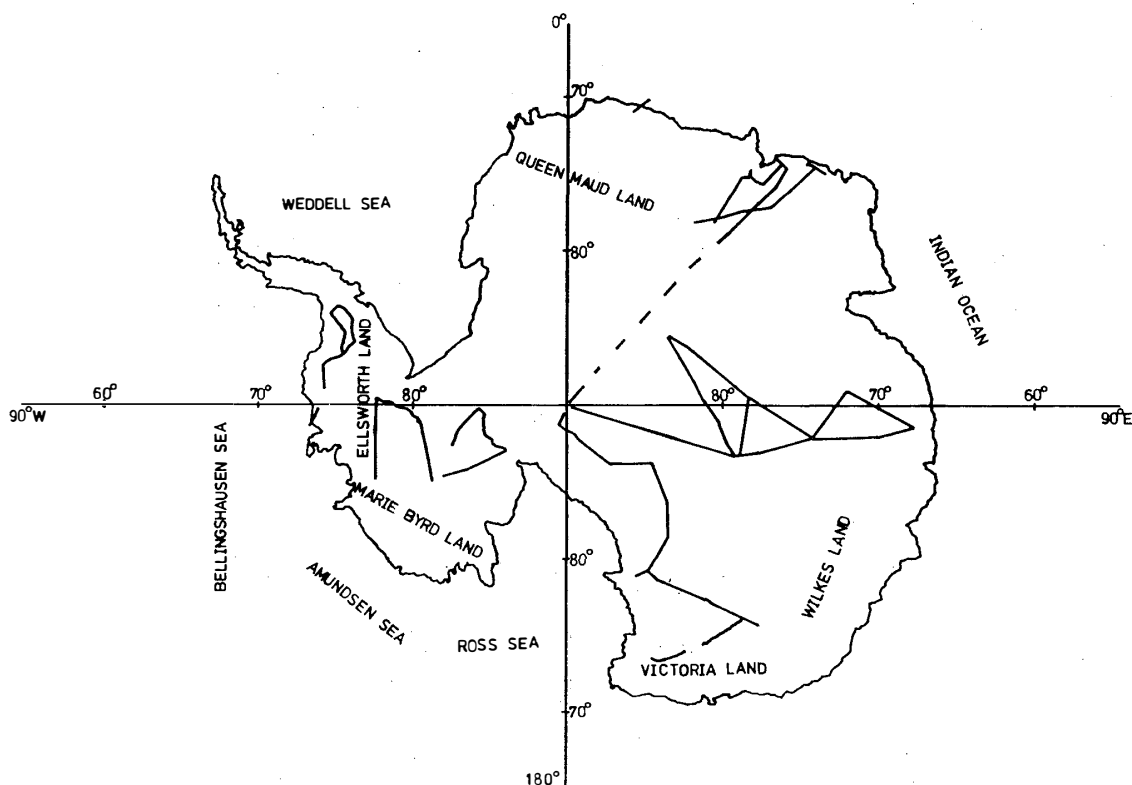 0°
70°
QUEEN MAUD LAND
WEDDELL SEA
80°
INDIAN OCEAN
ELLSWORTH LAND
90°W
60°
70°
80°
80°
70°
60°
90°E
BELLINGSHAUSEN SEA
MARIE BYRD LAND
WILKES LAND
80°
AMUNDSEN SEA
ROSS SEA
VICTORIA LAND
70°
180°